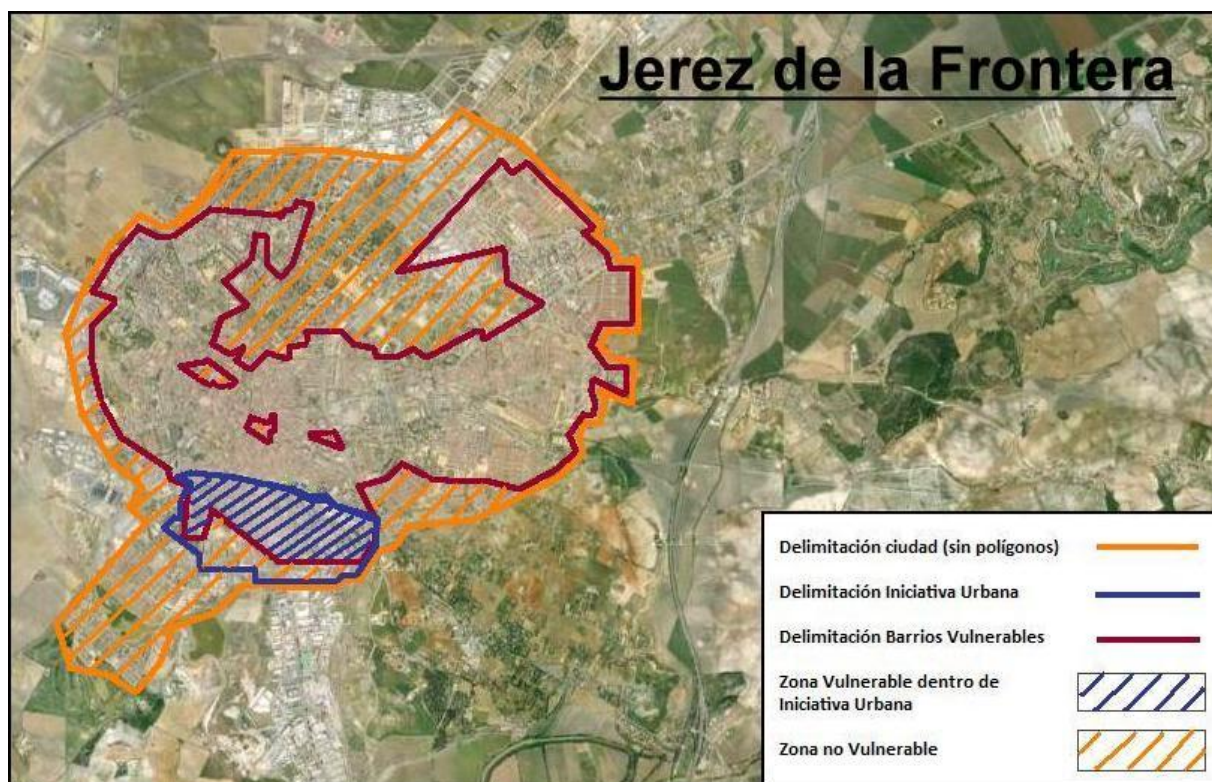 Jerez de la Frontera
Delimitación ciudad (sin polígonos)
Delimitación Iniciativa Urbana
Delimitación Barrios Vulnerables
Zona Vulnerable dentro de
Iniciativa Urbana
Zona no Vulnerable